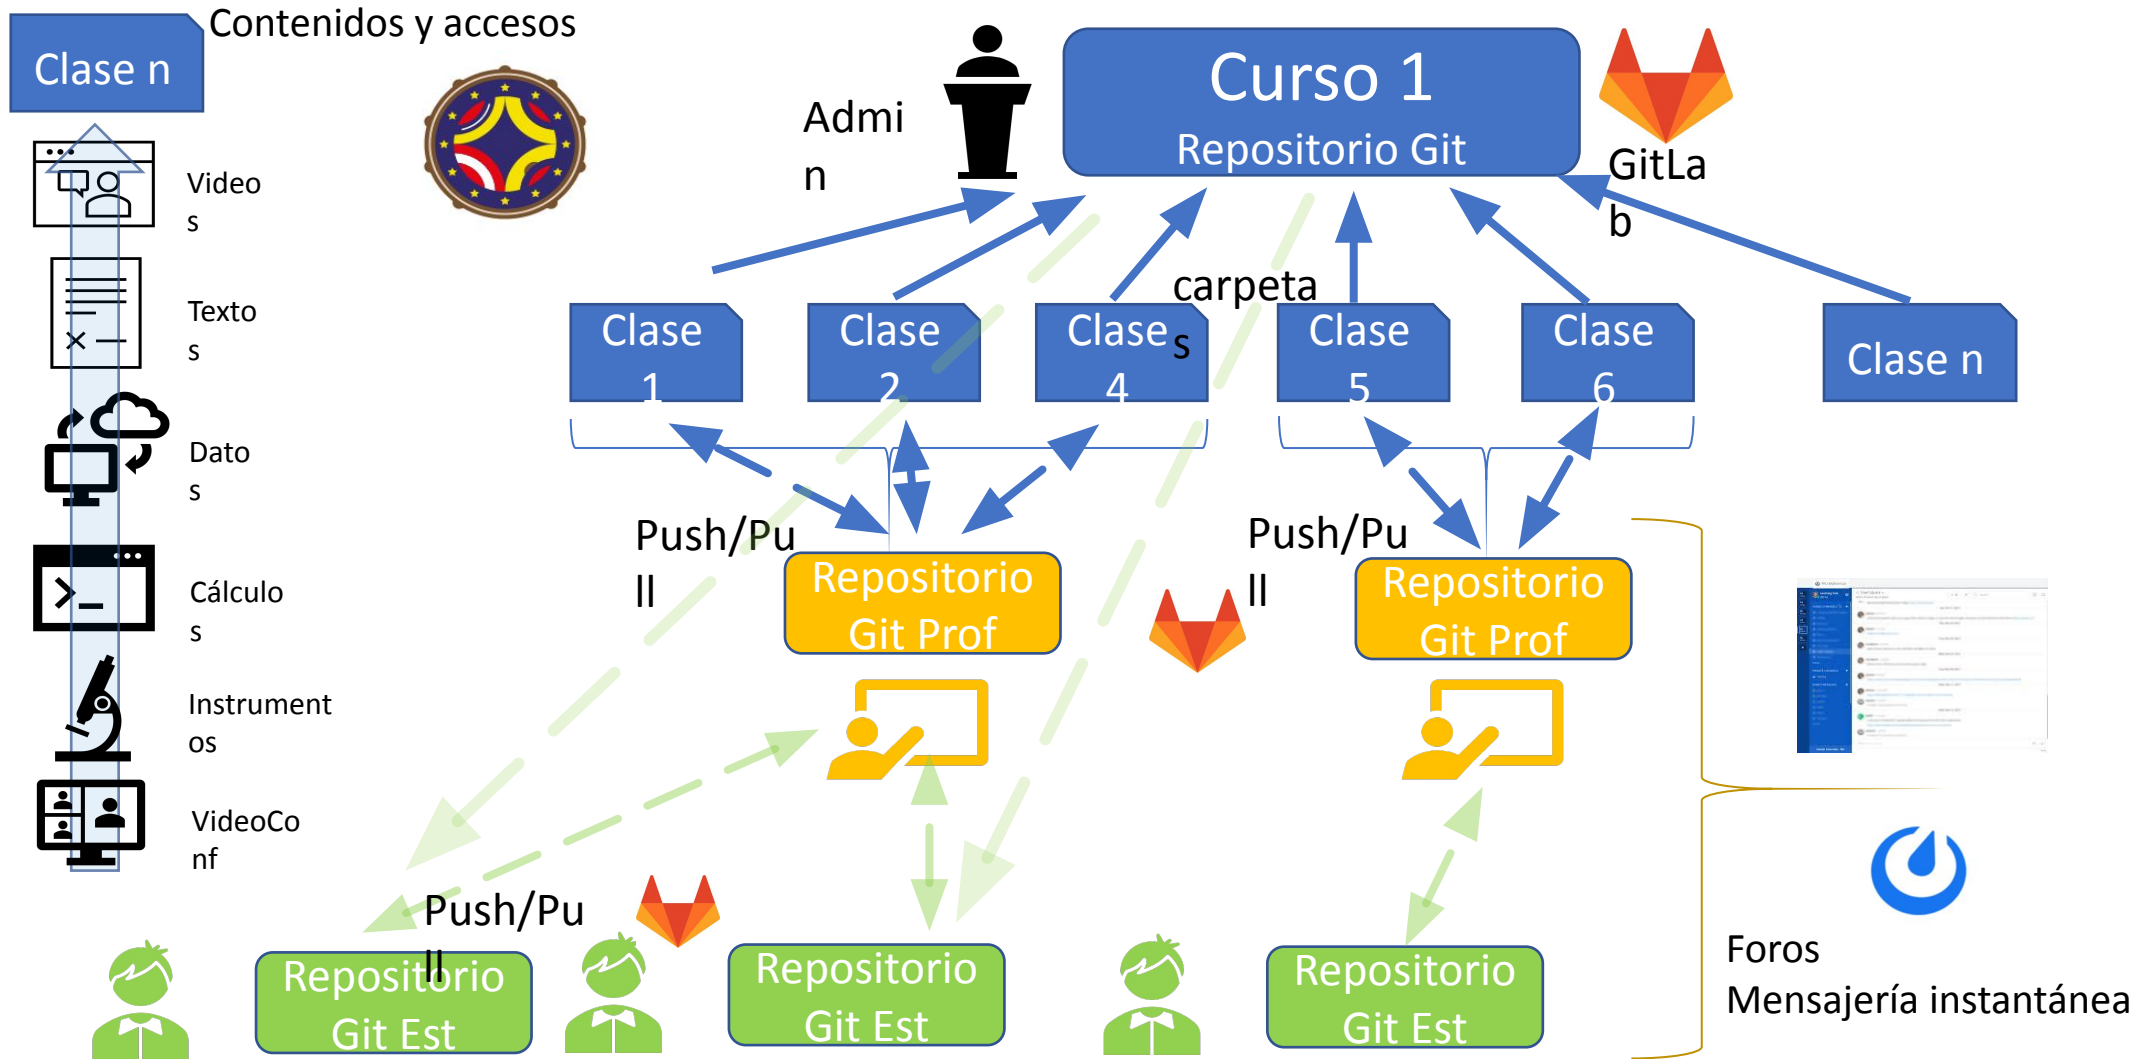 Contenidos y accesos
Clase n
Video
s
Texto
s
Dato
s
Cálculo
s
Instrument
os
VideoCo
nf
Admi
n
Curso 1
Repositorio Git
GitLa
b
carpeta
s
Clase
1
Clase
2
Clase
4
Clase
5
Clase
6
Clase n
Push/Pu
ll
Repositorio
Git Prof
Push/Pu
ll
Repositorio
Git Prof
Push/Pu
ll
Repositorio
Git Est
Repositorio
Git Est
Repositorio
Git Est
Foros
Mensajería instantánea